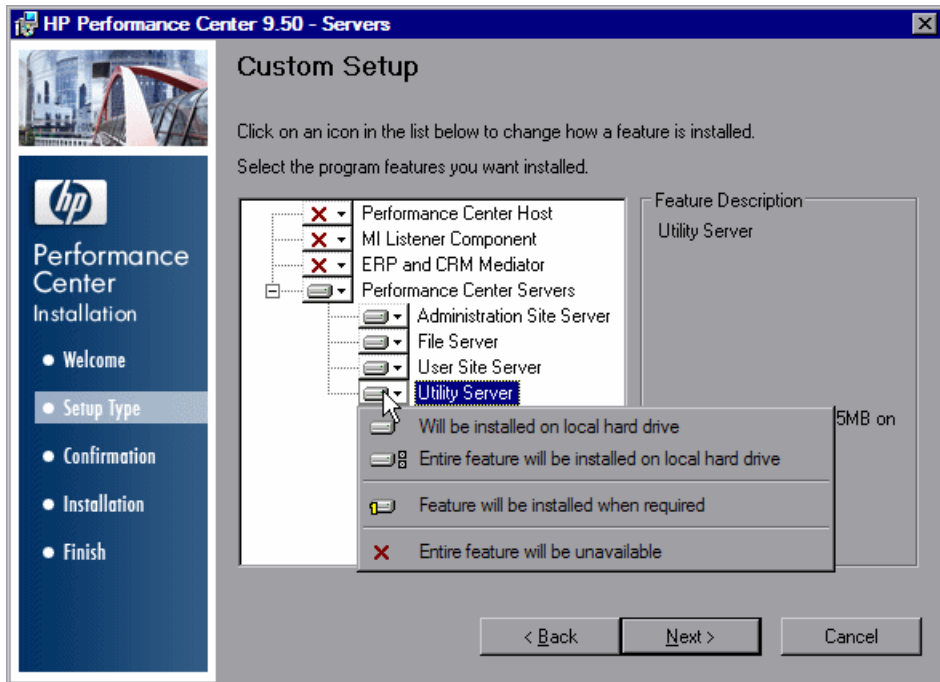 HP Performance Center 9.50 - Servers
Custom Setup
Click on an icon in the list below to change how a feature is installed.
Select the program features you want installed.
hp
Performance
Center
Installation
Welcome
Setup Type
Confirmation
Installation
Finish
Performance Center Host
MI Listener Component
ERP and CRM Mediator
Performance Center Servers
Administration Site Server
File Server
User Site Server
Utility Server
Will be installed on local hard drive
Entire feature will be installed on local hard drive
Feature will be installed when required
Entire feature will be unavailable
Feature Description
Utility Server
5MB on
< Back
Next >
Cancel